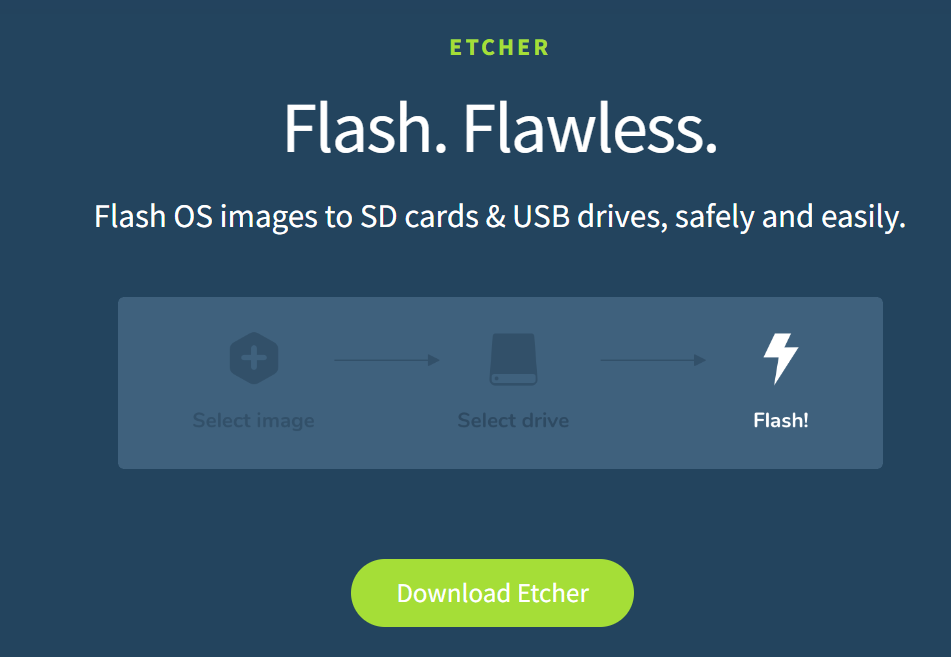 ETCHER
Flash. Flawless.
Flash OS images to SD cards & USB drives, safely and easily.
Select image
Select drive
Flash!
Download Etcher